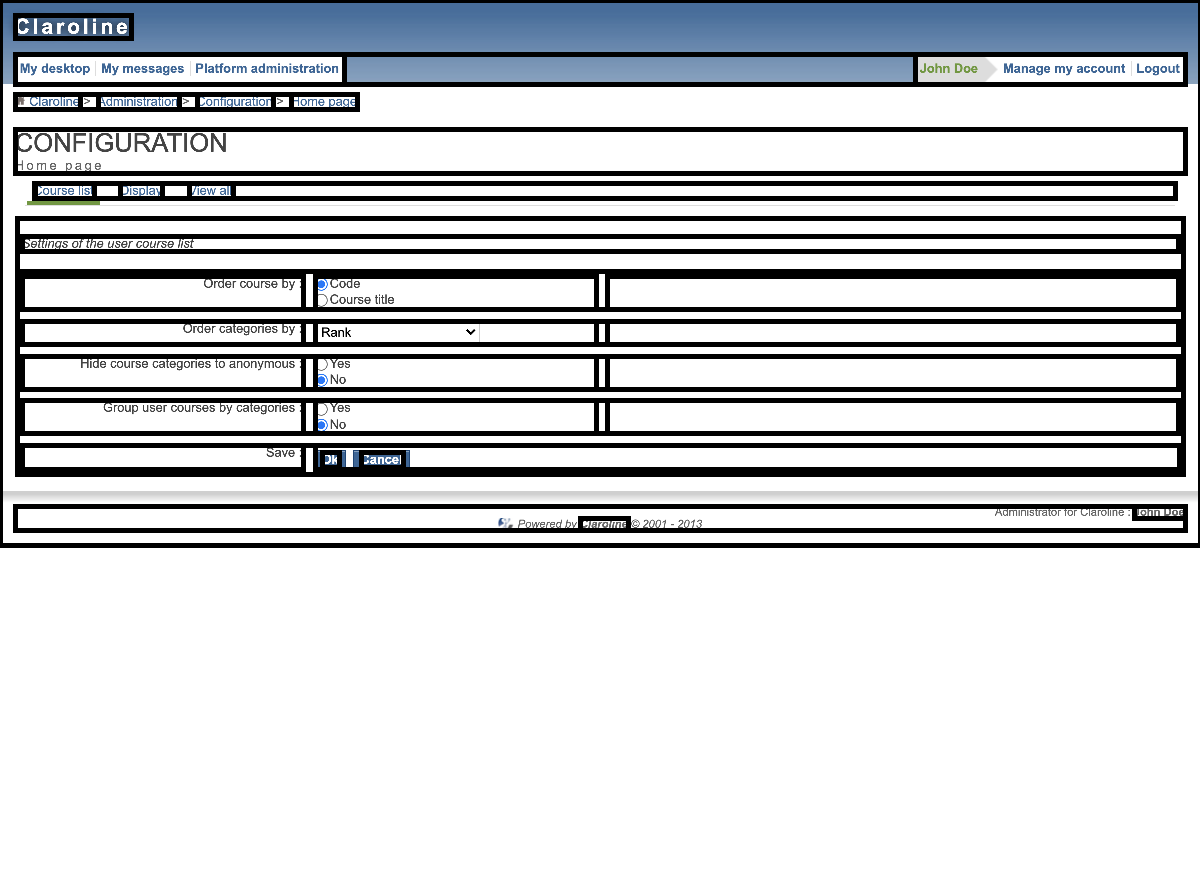 Claroline
My desktop My messages Platform administration John Doe Manage my account Logout
Claroline > Administration > Configuration > Home page
CONFIGURATION
Home page
Course list Display View all
Settings of the user course list
Order course by : Code
Course title
Order categories by : Rank
Hide course categories to anonymous : Yes
No
Group user courses by categories : Yes
No
Save : Ok Cancel
Administrator for Claroline : John Doe
Powered by Claroline © 2001 - 2013